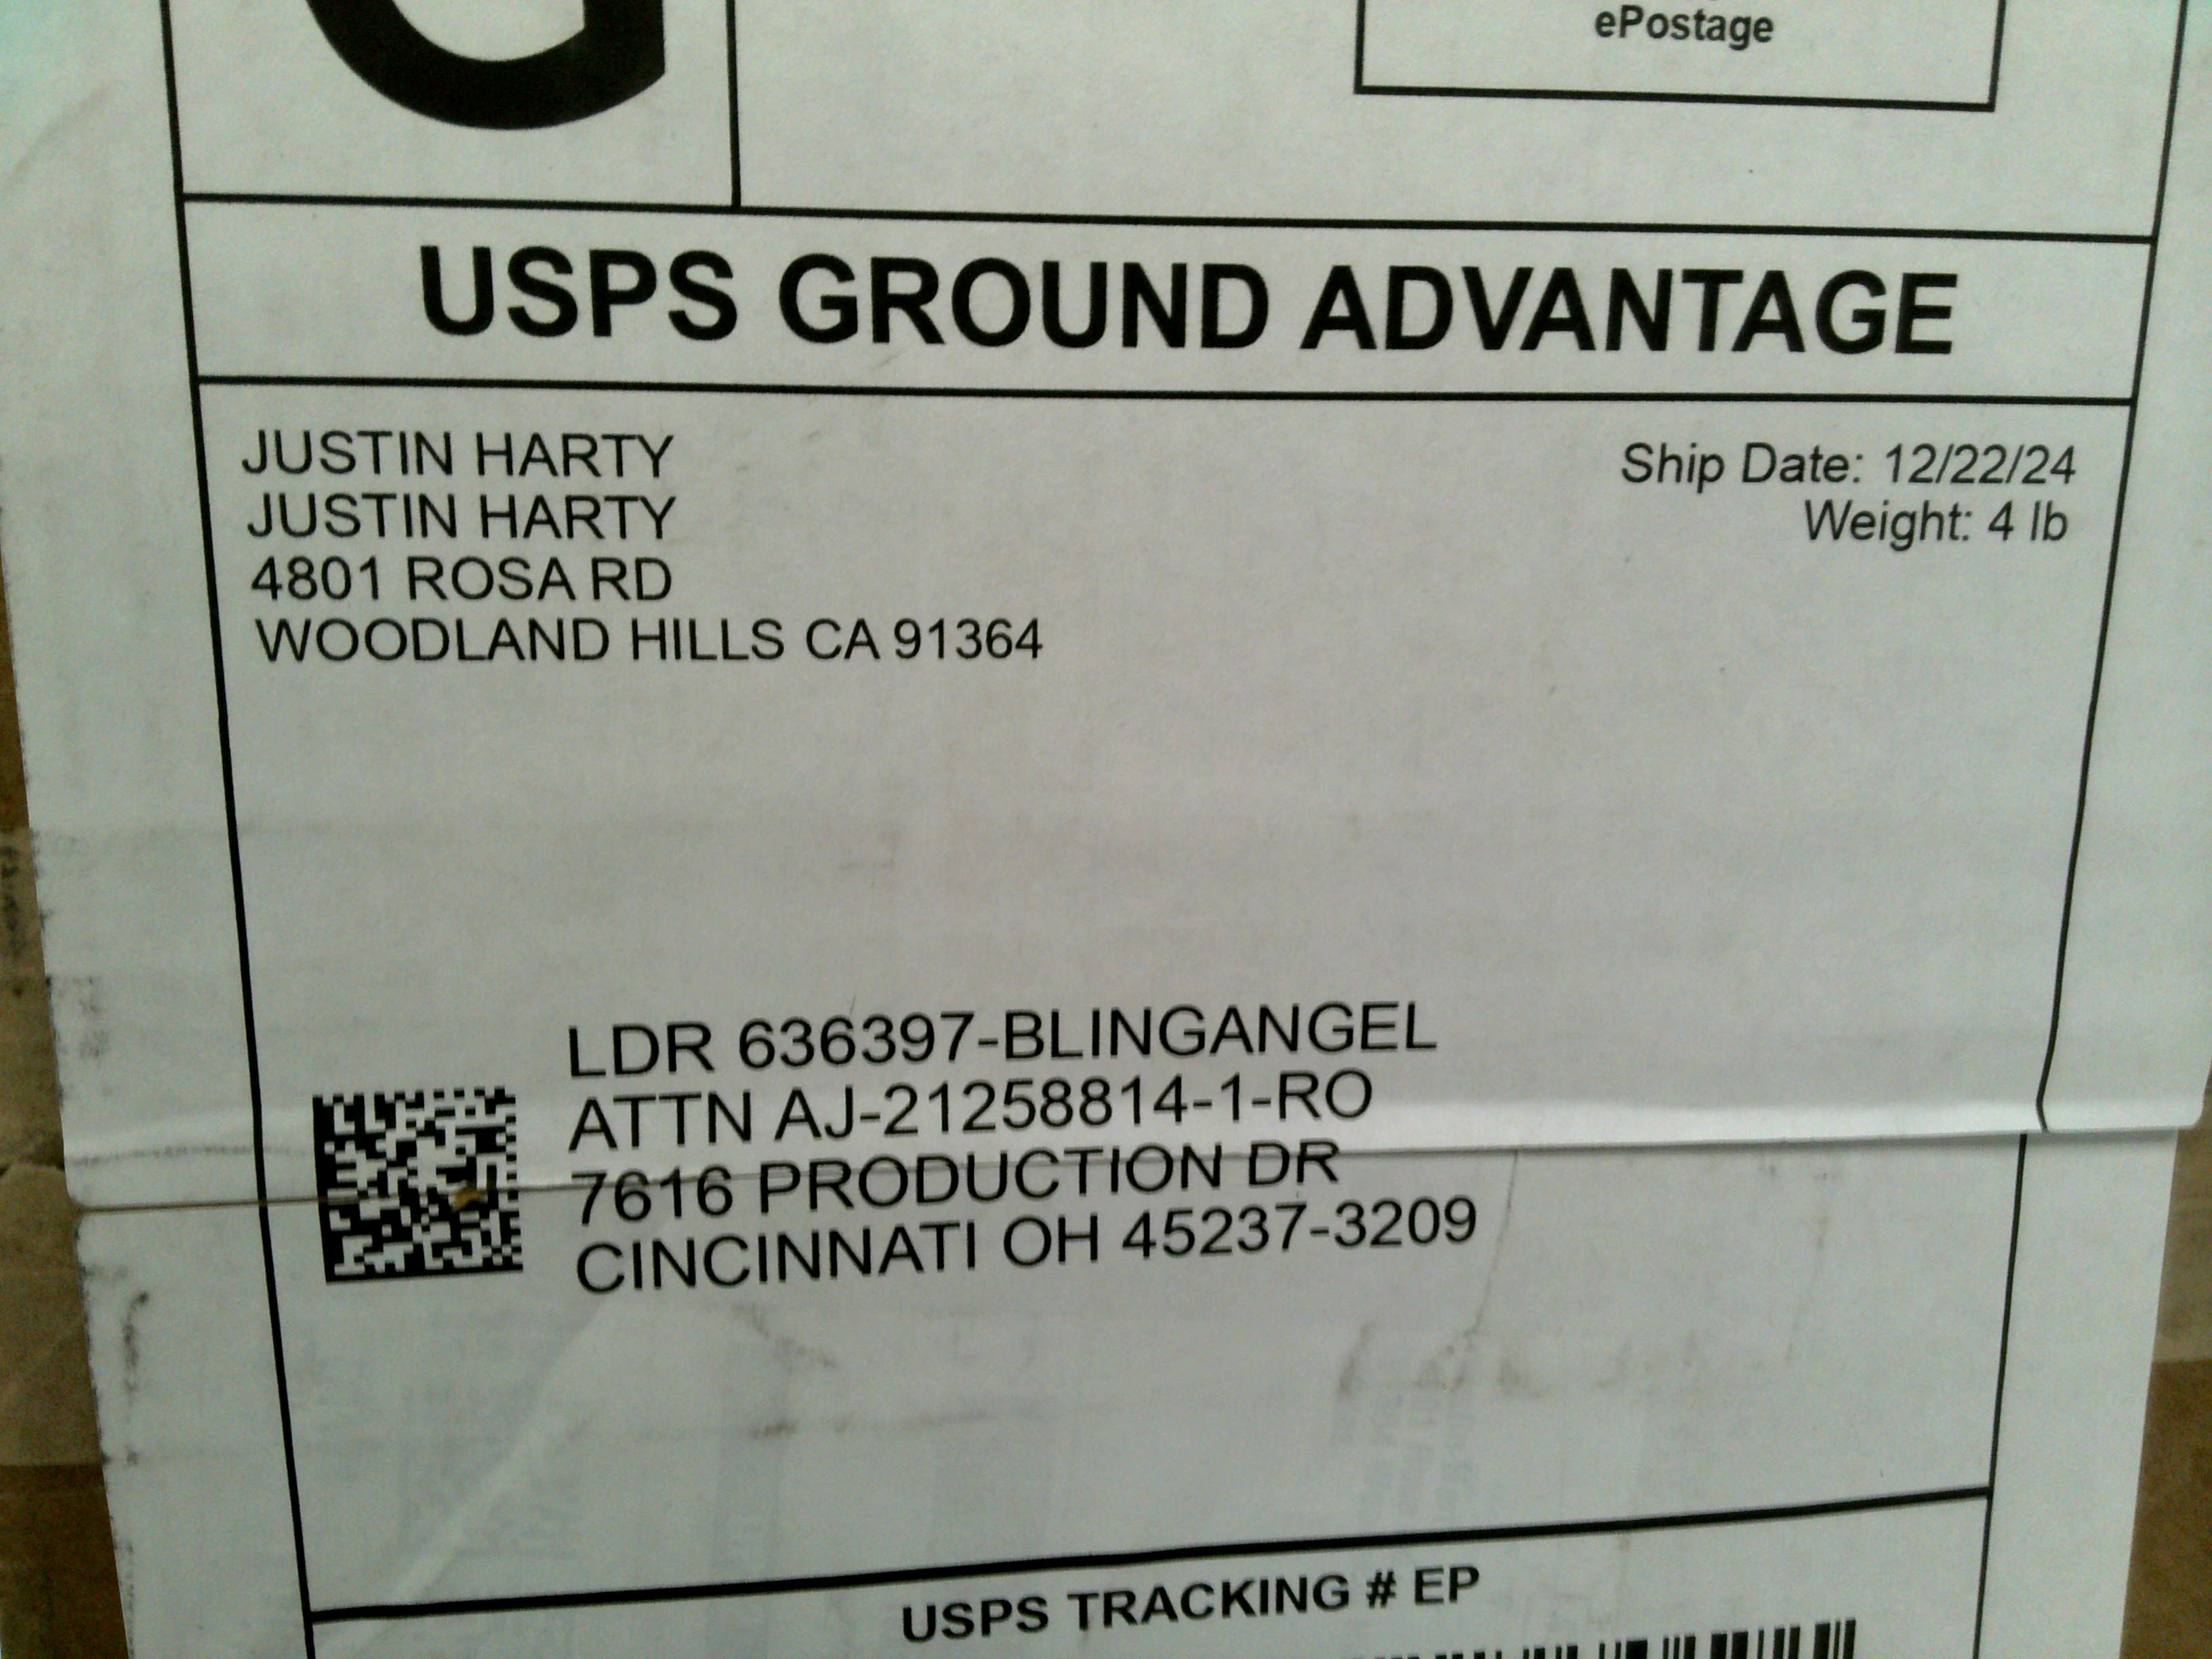 G
ePostage
USPS GROUND ADVANTAGE
JUSTIN HARTY
JUSTIN HARTY
4801 ROSA RD
WOODLAND HILLS CA 91364
Ship Date: 12/22/24
Weight: 4 lb
LDR 636397-BLINGANGEL
ATTN AJ-21258814-1-RO
7616 PRODUCTION DR
CINCINNATI OH 45237-3209
USPS TRACKING # EP